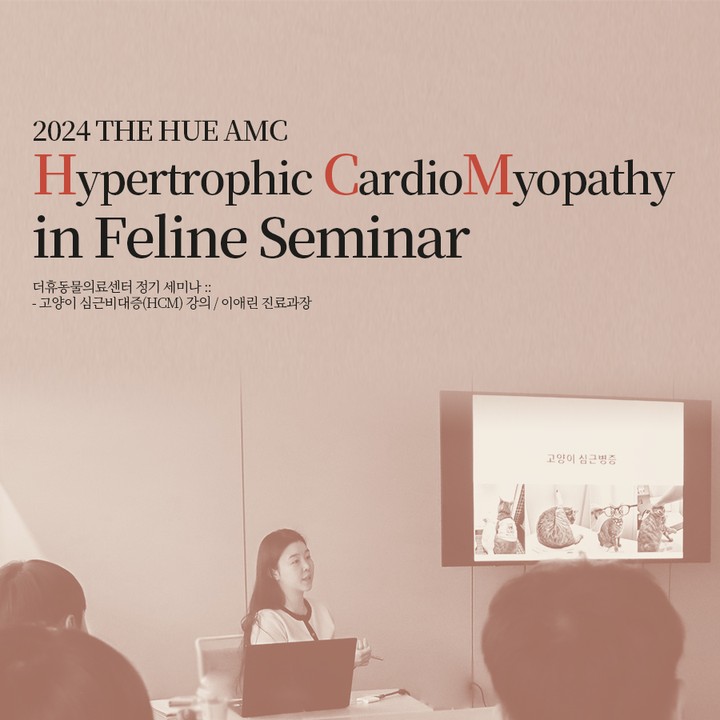 2024 THE HUE AMC
Hypertrophic CardioMyopathy
in Feline Seminar
더휴동물의료센터 정기 세미나 ::
- 고양이 심근비대증(HCM) 강의 / 이애린 진료과장
고양이 심근병증